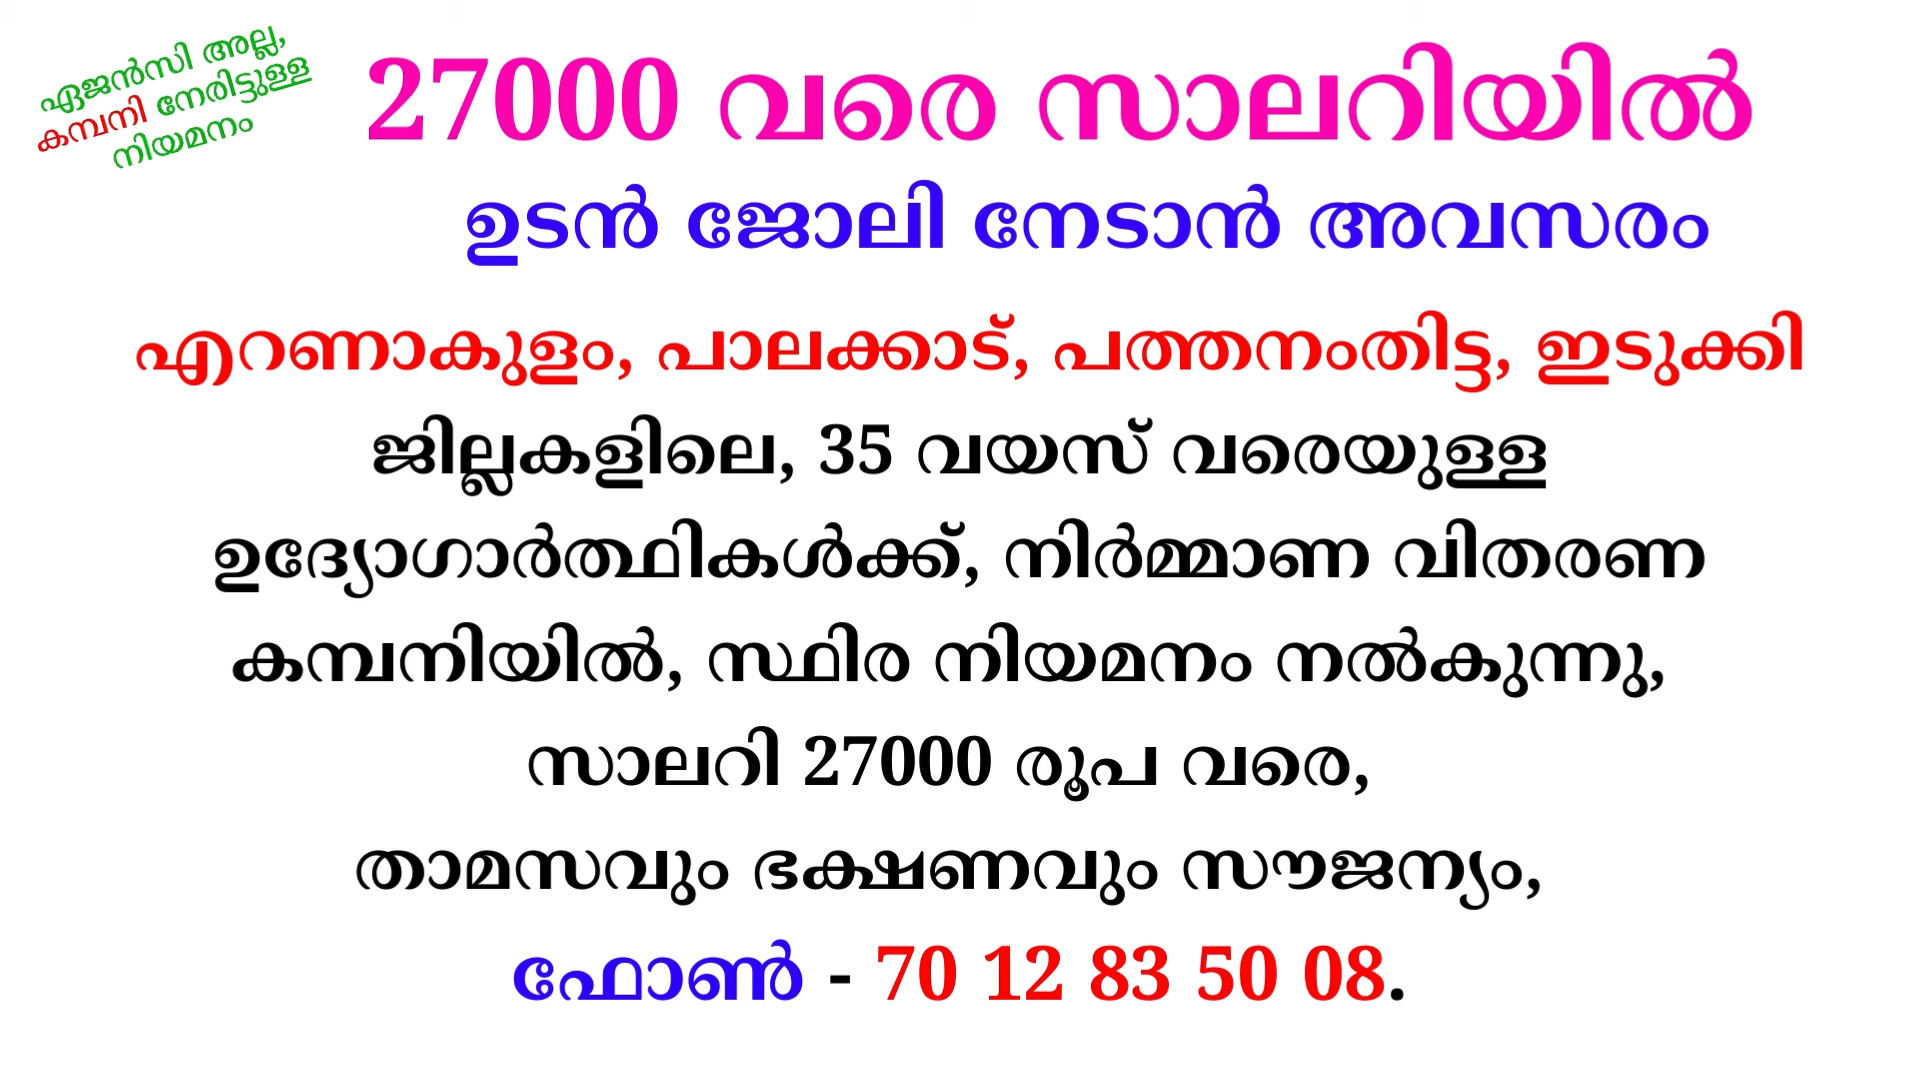 ഏജൻസി അല്ല,
കമ്പനി നേരിട്ടുള്ള
നിയമനം
27000 വരെ സാലറിയിൽ
ഉടൻ ജോലി നേടാൻ അവസരം
എറണാകുളം, പാലക്കാട്, പത്തനംതിട്ട, ഇടുക്കി
ജില്ലകളിലെ, 35 വയസ് വരെയുള്ള
ഉദ്യോഗാർത്ഥികൾക്ക്, നിർമ്മാണ വിതരണ
കമ്പനിയിൽ, സ്ഥിര നിയമനം നൽകുന്നു,
സാലറി 27000 രൂപ വരെ,
താമസവും ഭക്ഷണവും സൗജന്യം,
ഫോൺ - 70 12 83 50 08.